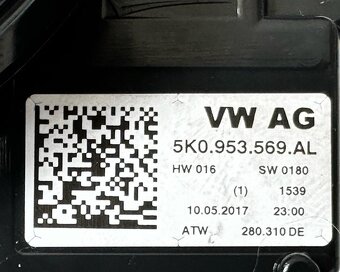 VW AG
5K0.953.569.AL
HW 016 SW 0180
(1) 1539
10.05.2017 23:00
ATW 280.310 DE